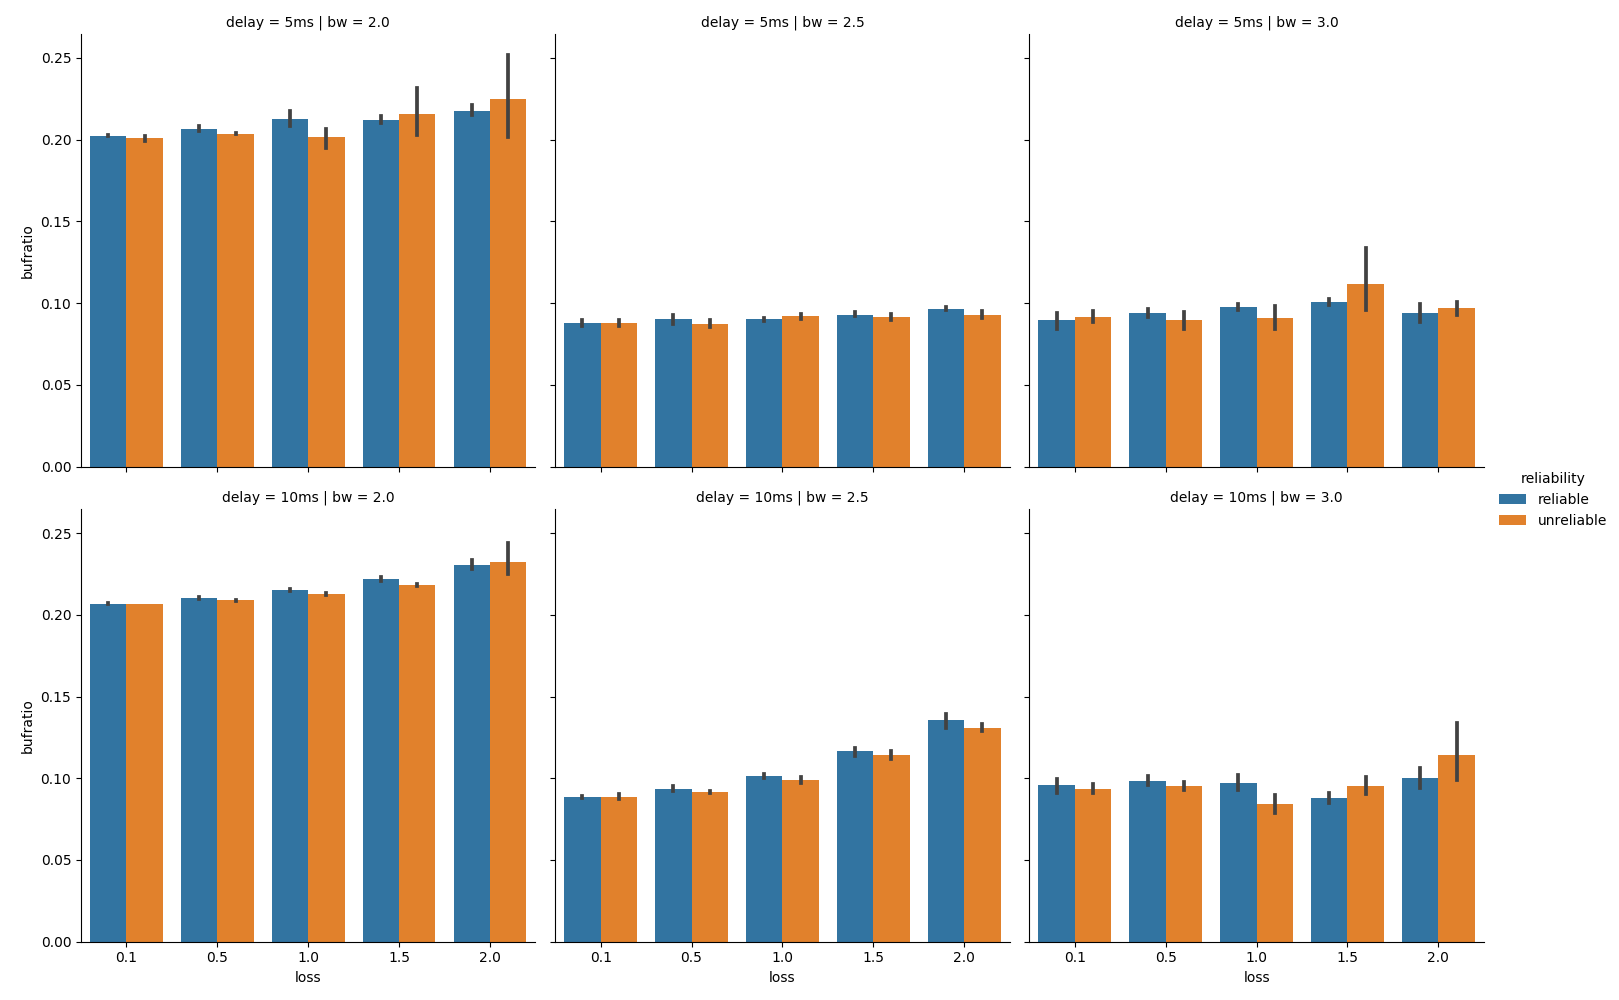 delay = 5ms | bw = 2.0
delay = 5ms | bw = 2.5
delay = 5ms | bw = 3.0
0.25
0.20
0.15
0.10
0.05
0.00
bufratio
delay = 10ms | bw = 2.0
delay = 10ms | bw = 2.5
delay = 10ms | bw = 3.0
0.25
0.20
0.15
0.10
0.05
0.00
bufratio
0.1 0.5 1.0 1.5 2.0
loss
0.1 0.5 1.0 1.5 2.0
loss
0.1 0.5 1.0 1.5 2.0
loss
reliability
reliable
unreliable